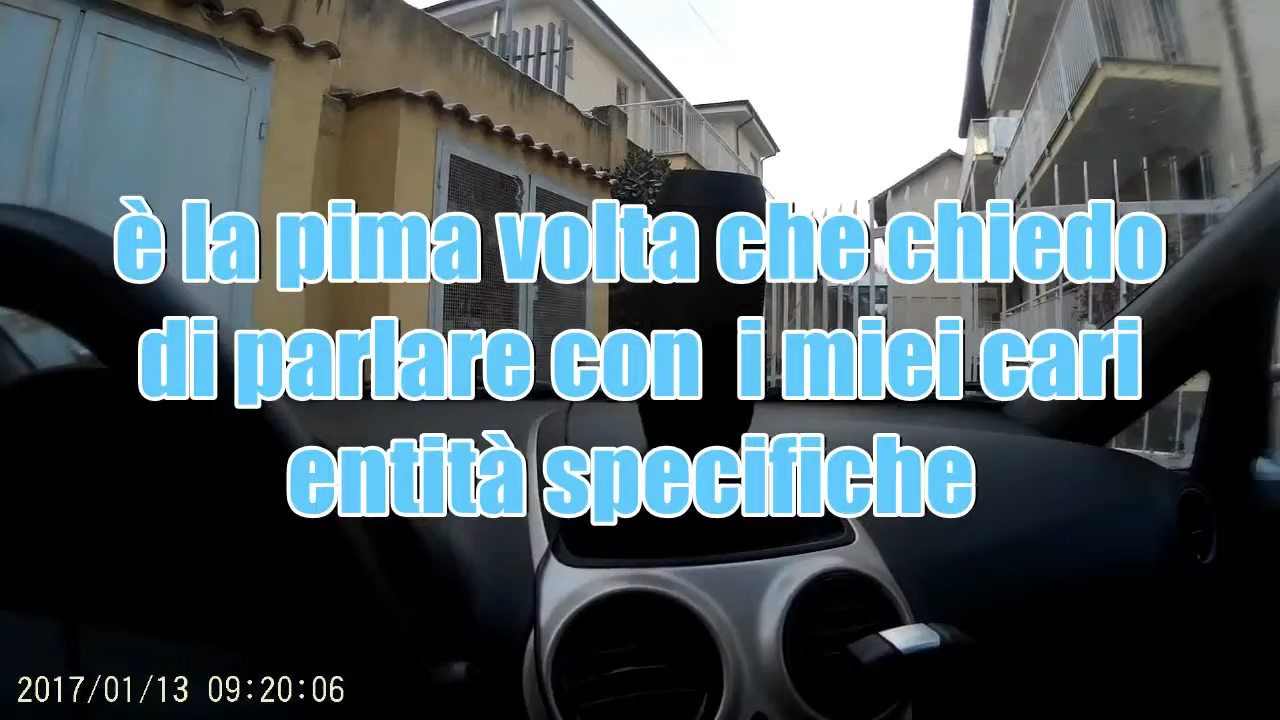 è la pima volta che chiedo
di parlare con i miei cari
entità specifiche
2017/01/13 09:20:06